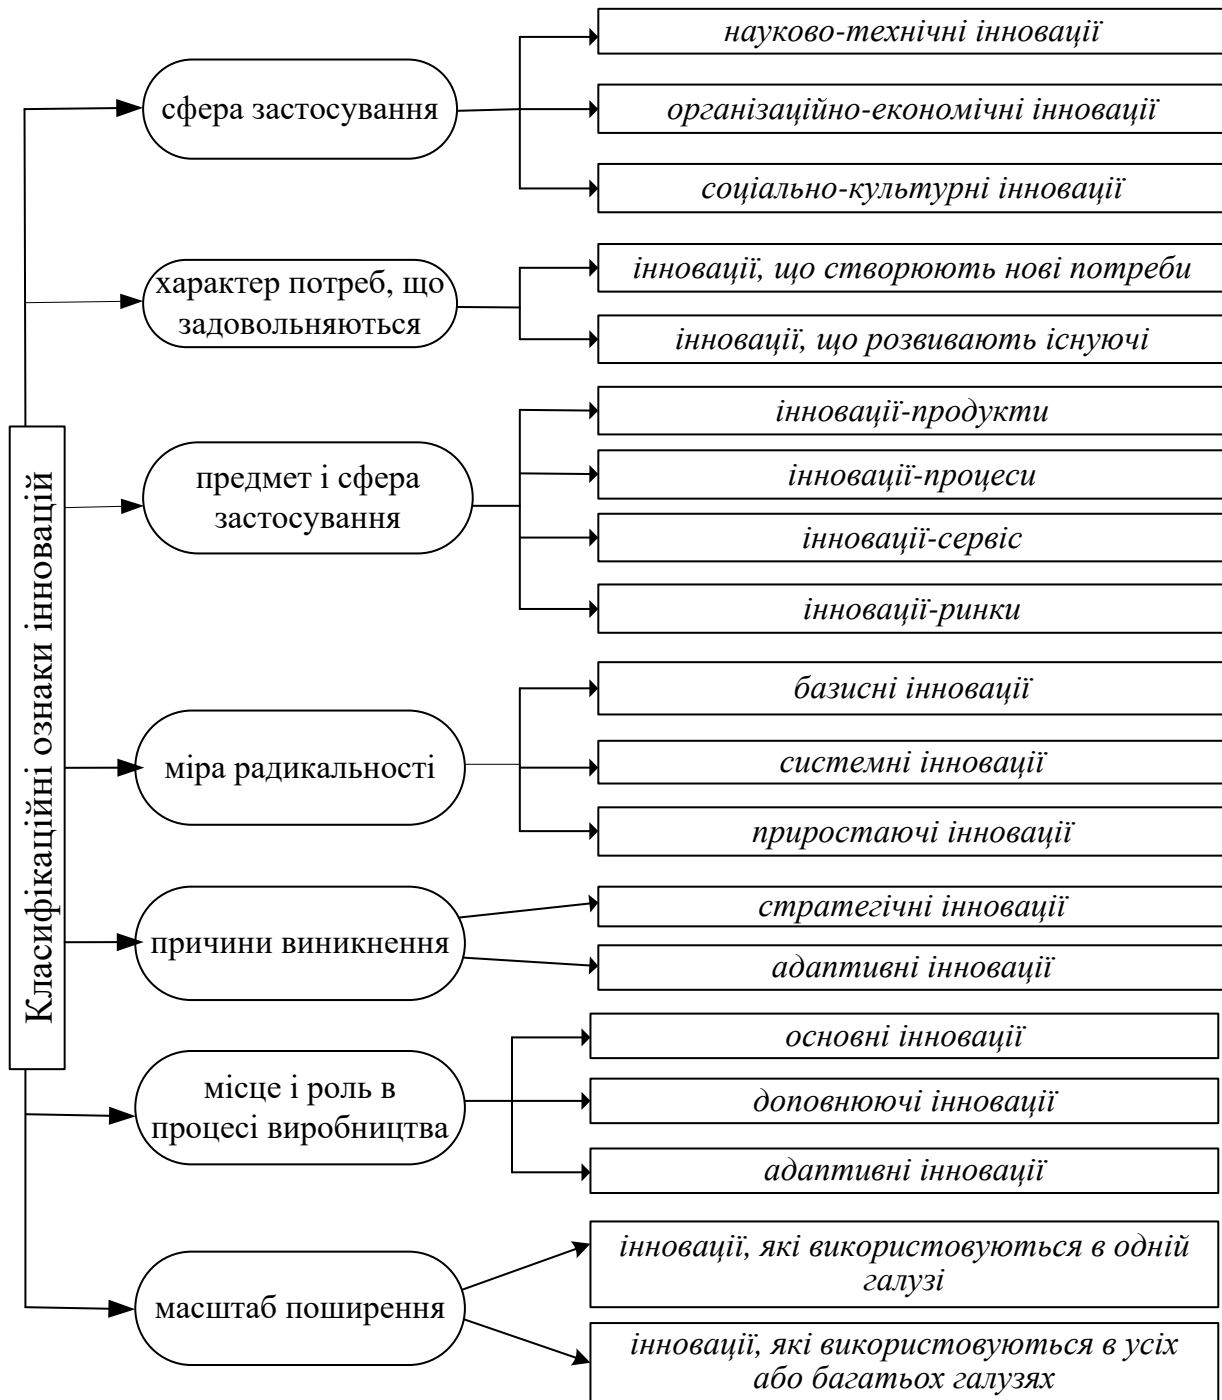 Класифікаційні ознаки інновацій
сфера застосування
науково-технічні інновації
організаційно-економічні інновації
соціально-культурні інновації
характер потреб, що
задовольняються
інновації, що створюють нові потреби
інновації, що розвивають існуючі
предмет і сфера
застосування
інновації-продукти
інновації-процеси
інновації-сервіс
інновації-ринки
міра радикальності
базисні інновації
системні інновації
приростаючі інновації
причини виникнення
стратегічні інновації
адаптивні інновації
місце і роль в
процесі виробництва
основні інновації
доповнюючі інновації
адаптивні інновації
масштаб поширення
інновації, які використовуються в одній
галузі
інновації, які використовуються в усіх
або багатьох галузях